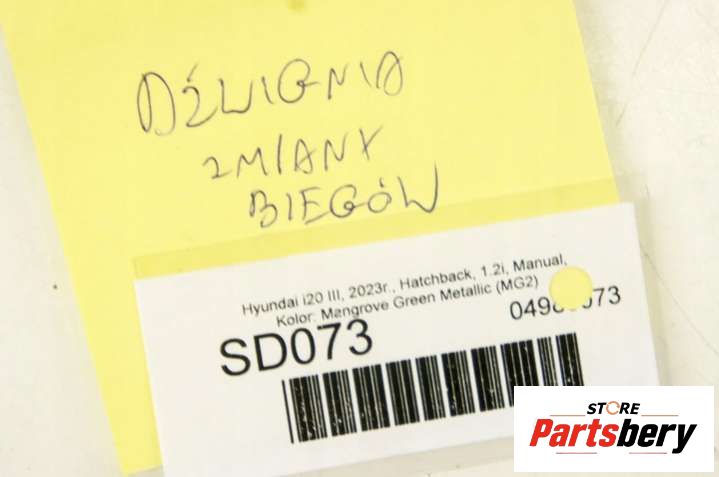 DŹWIGNIA
ZMIANY
BIEGÓW
Hyundai i20 III, 2023r., Hatchback, 1.2i, Manual,
Kolor: Mangrove Green Metallic (MG2)
SD073
STORE
Partsbery